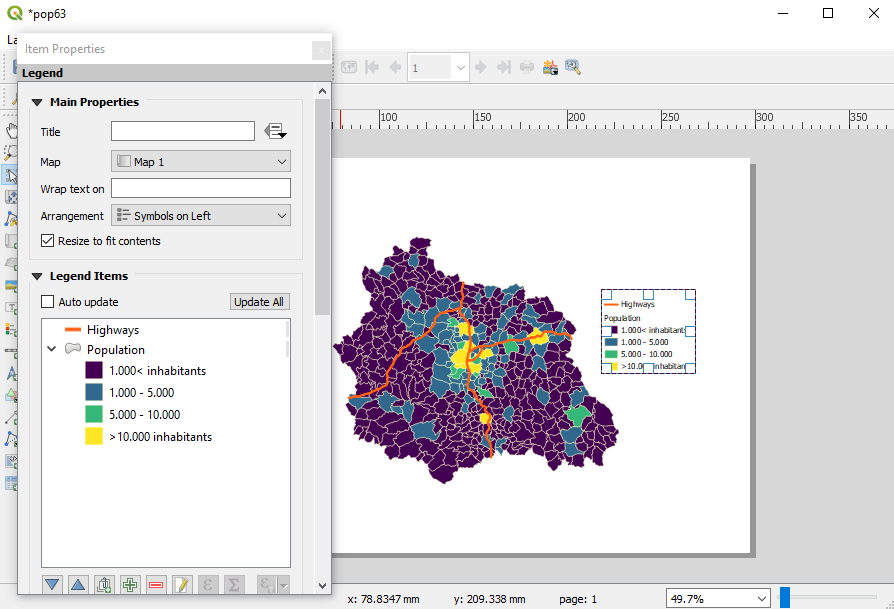 *pop63
La
Item Properties
Legend
1
Main Properties
Title
Map Map 1
Wrap text on
Arrangement Symbols on Left
Resize to fit contents
Legend Items
Auto update Update All
Highways
Population
1.000< inhabitants
1.000 - 5.000
5.000 - 10.000
>10.000 inhabitants
100 150 200 250 300 350
Highways
Population
1.000< inhabitants
1.000 - 5.000
5.000 - 10.000
>10.000 inhabitants
x: 78.8347 mm y: 209.338 mm page: 1 49.7%